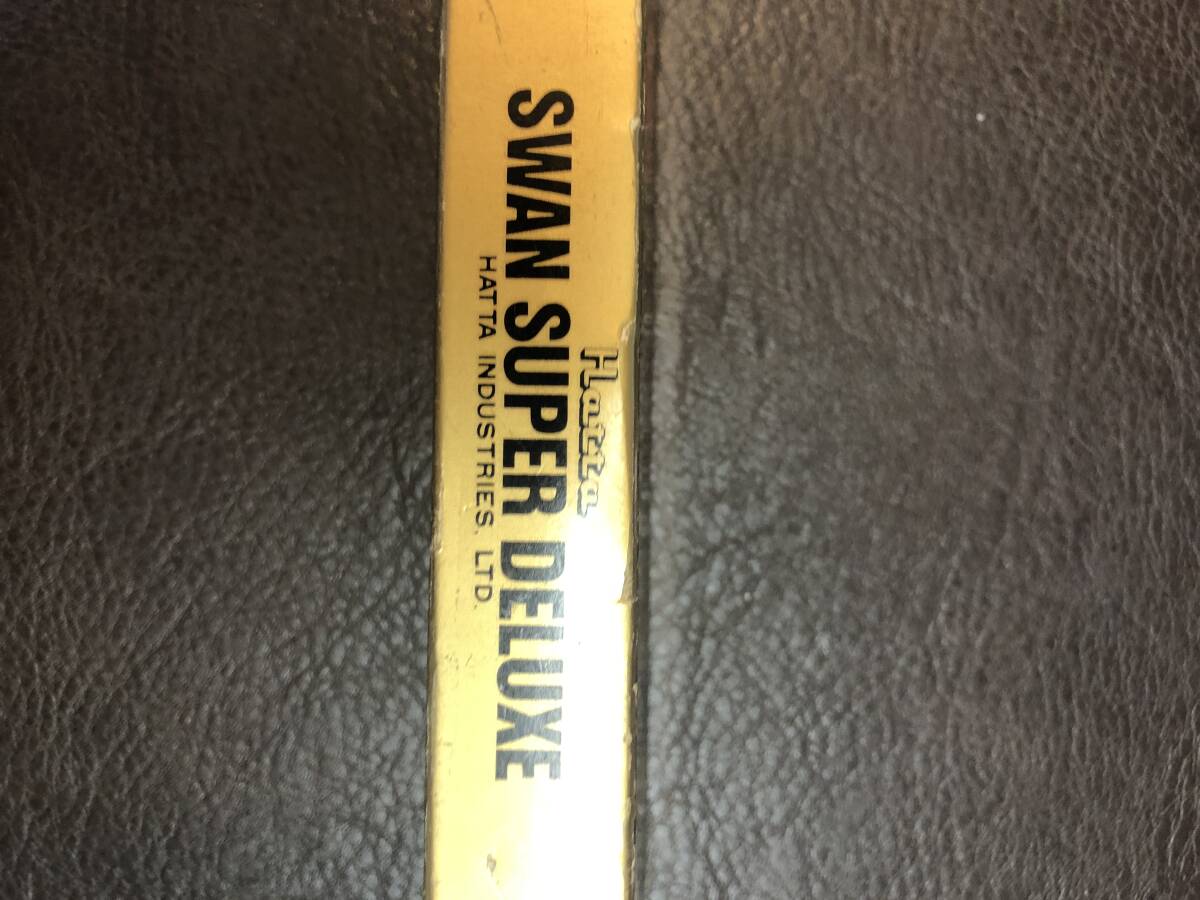 Hatta
SWAN SUPER DELUXE
HATTA INDUSTRIES, LTD.